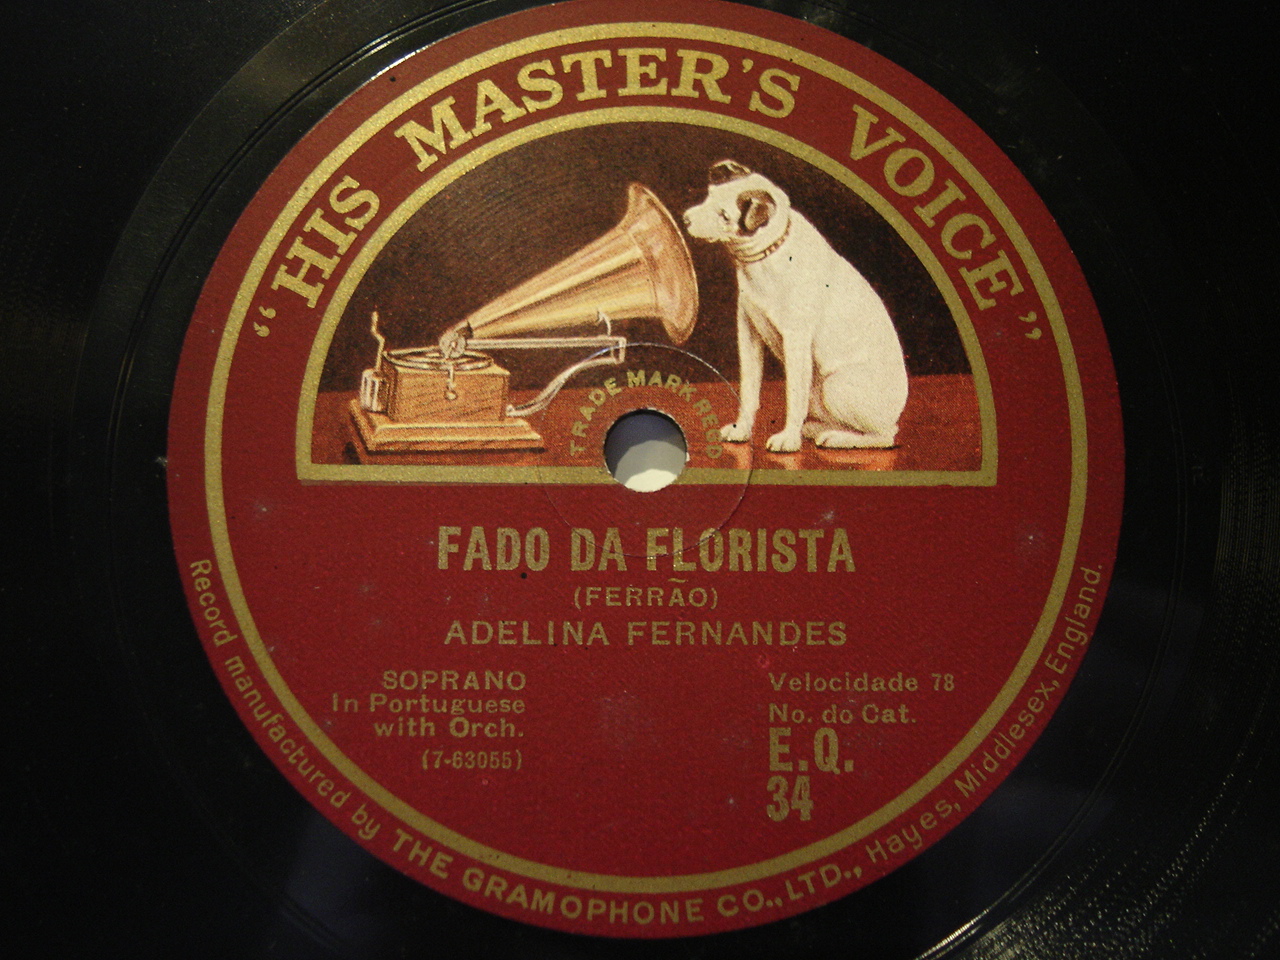 “HIS MASTER'S VOICE”
TRADE MARK REGD
FADO DA FLORISTA
(FERRÃO)
ADELINA FERNANDES
SOPRANO
In Portuguese
with Orch.
(7-63055)
Velocidade 78
No. do Cat.
E.Q.
34
Record manufactured by THE GRAMOPHONE CO., LTD., Hayes, Middlesex, England.